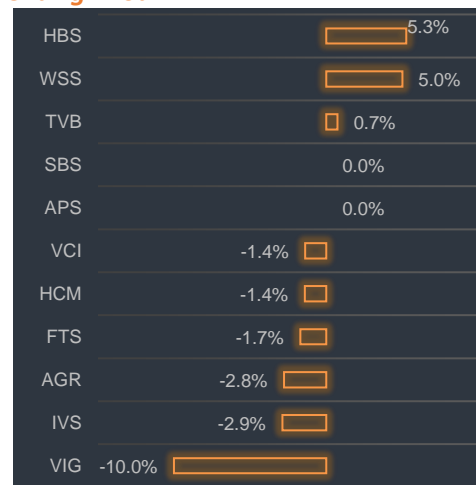 HBS 5.3%
WSS 5.0%
TVB 0.7%
SBS 0.0%
APS 0.0%
VCI -1.4%
HCM -1.4%
FTS -1.7%
AGR -2.8%
IVS -2.9%
VIG -10.0%